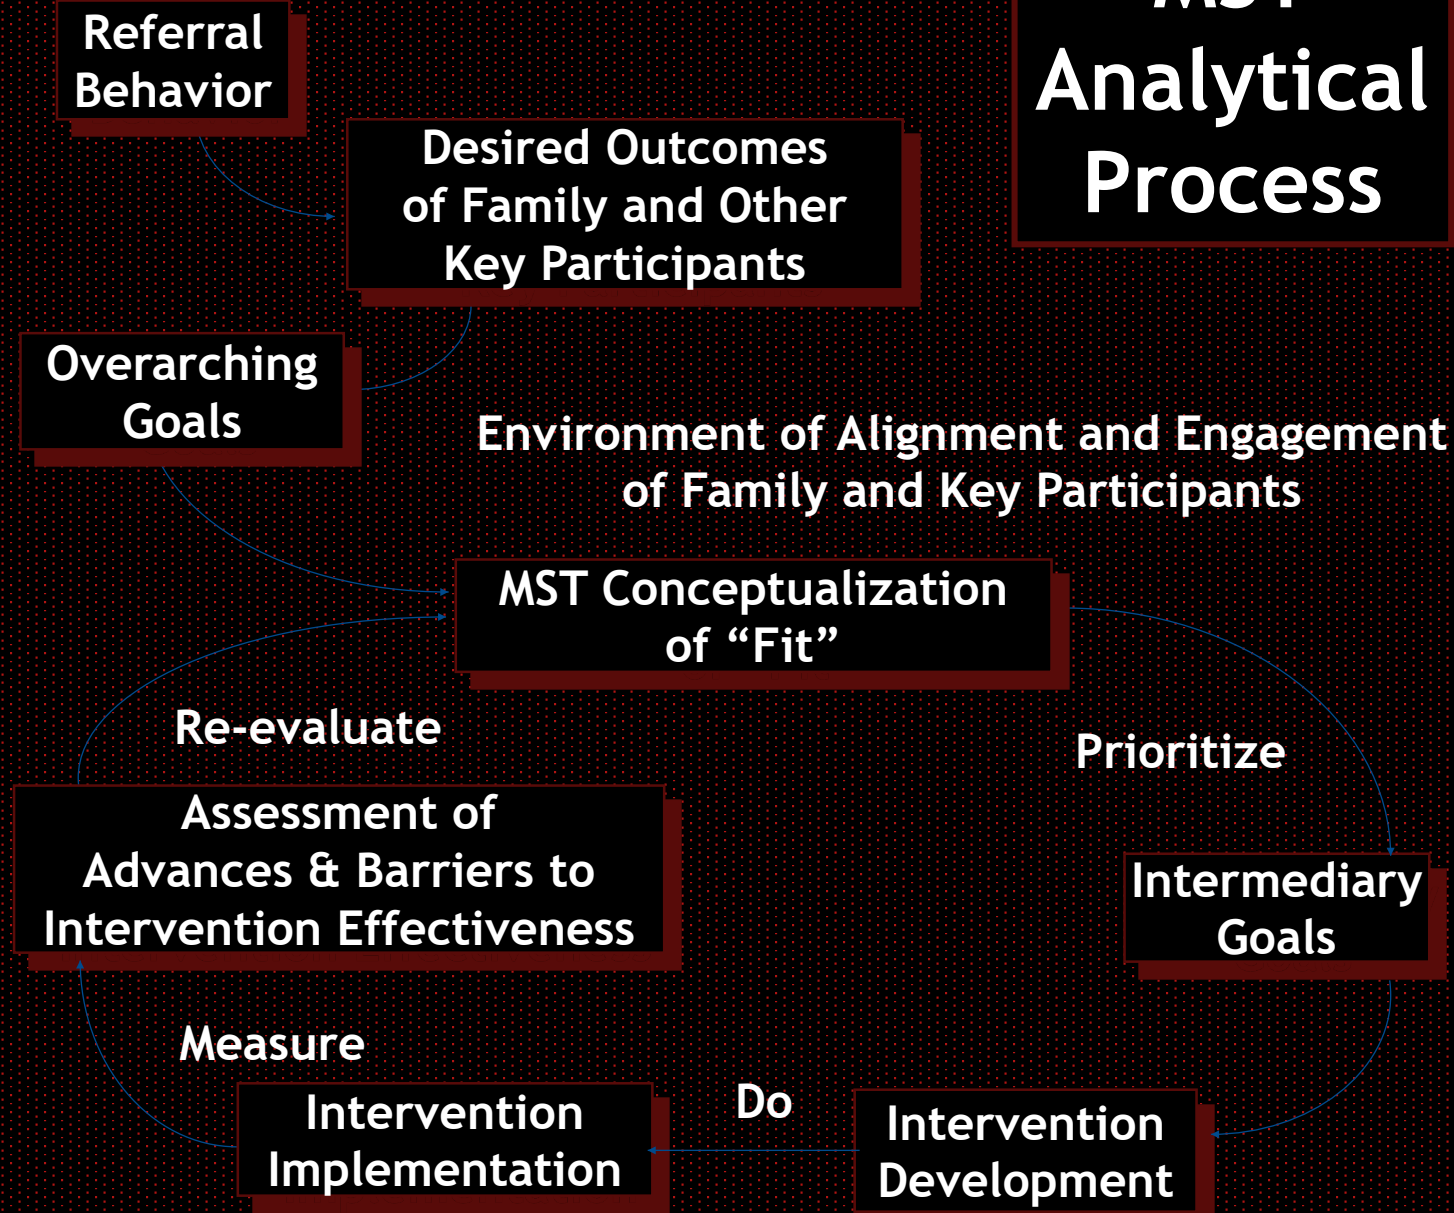 Referral
Behavior
MST
Analytical
Process
Desired Outcomes
of Family and Other
Key Participants
Overarching
Goals
Environment of Alignment and Engagement
of Family and Key Participants
MST Conceptualization
of “Fit”
Re-evaluate
Prioritize
Assessment of
Advances & Barriers to
Intervention Effectiveness
Intermediary
Goals
Measure
Do
Intervention
Implementation
Intervention
Development